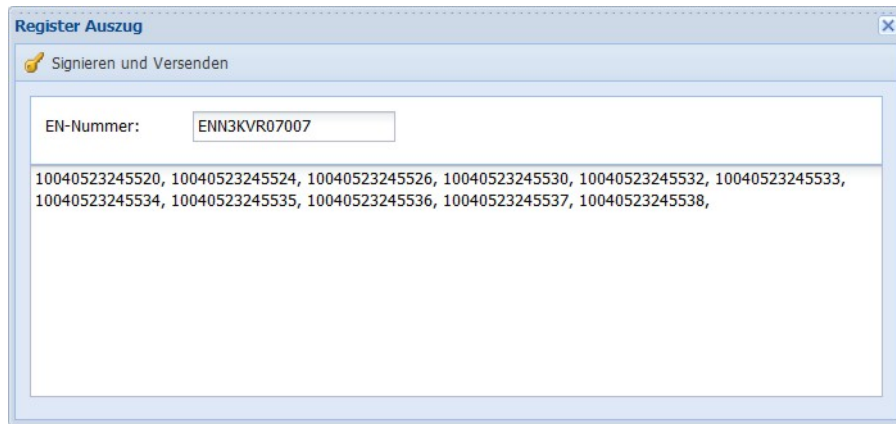 Register Auszug
Signieren und Versenden
EN-Nummer: ENN3KVR07007
10040523245520, 10040523245524, 10040523245526, 10040523245530, 10040523245532, 10040523245533,
10040523245534, 10040523245535, 10040523245536, 10040523245537, 10040523245538,